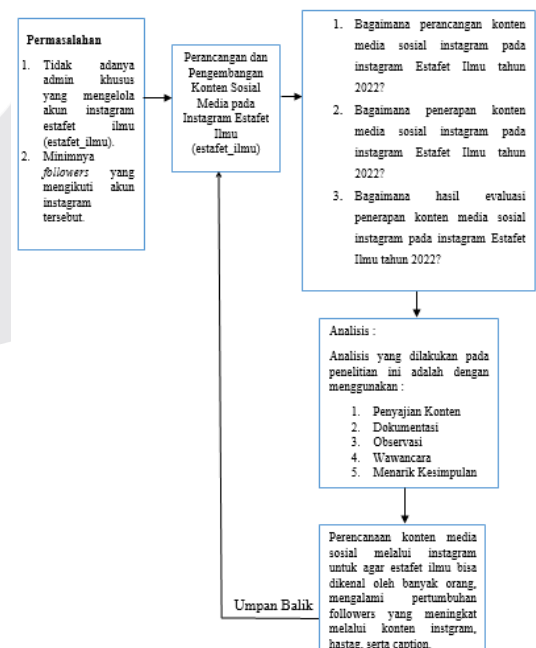 Permasalahan
1. Tidak adanya
admin khusus
yang mengelola
akun instagram
estafet ilmu
(estafet_ilmu).
2. Minimnya
followers yang
mengikuti akun
instagram
tersebut.
Perancangan dan
Pengembangan
Konten Sosial
Media pada
Instagram Estafet
Ilmu
(estafet_ilmu)
1. Bagaimana perancangan konten
media sosial instagram pada
instagram Estafet Ilmu tahun
2022?
2. Bagaimana penerapan konten
media sosial instagram pada
instagram Estafet Ilmu tahun
2022?
3. Bagaimana hasil evaluasi
penerapan konten media sosial
instagram pada instagram Estafet
Ilmu tahun 2022?
Analisis :
Analisis yang dilakukan pada
penelitian ini adalah dengan
menggunakan :
1. Penyajian Konten
2. Dokumentasi
3. Observasi
4. Wawancara
5. Menarik Kesimpulan
Perencanaan konten media
sosial melalui instagram
untuk agar estafet ilmu bisa
dikenal oleh banyak orang,
mengalami pertumbuhan
followers yang meningkat
melalui konten instgram,
hastag, serta caption.
Umpan Balik